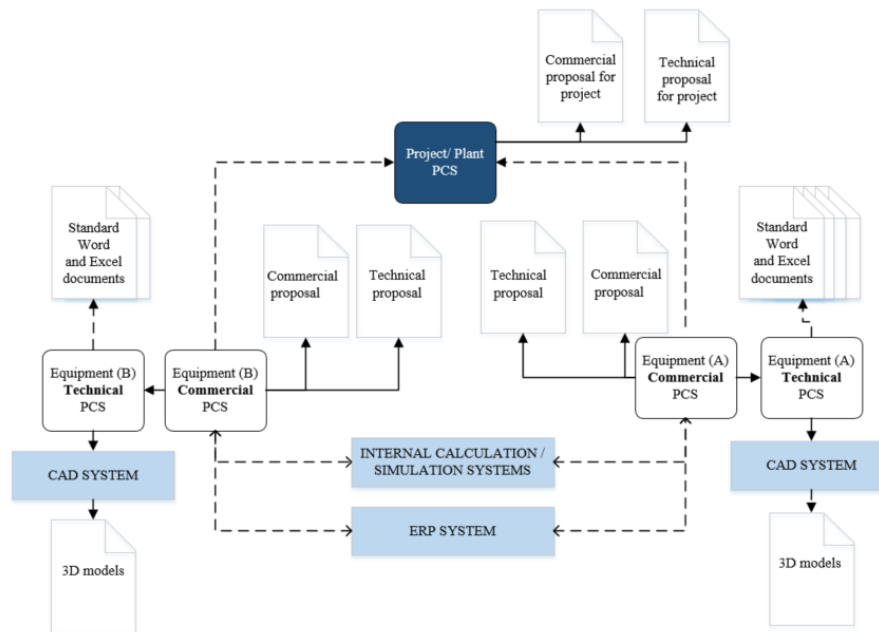 Commercial
proposal for
project
Technical
proposal
for project
Project/ Plant
PCS
Standard
Word
and Excel
documents
Commercial
proposal
Technical
proposal
Technical
proposal
Commercial
proposal
Standard
Word
and Excel
documents
Equipment (B)
Technical
PCS
Equipment (B)
Commercial
PCS
Equipment (A)
Commercial
PCS
Equipment (A)
Technical
PCS
CAD SYSTEM
INTERNAL CALCULATION /
SIMULATION SYSTEMS
CAD SYSTEM
ERP SYSTEM
3D models
3D models